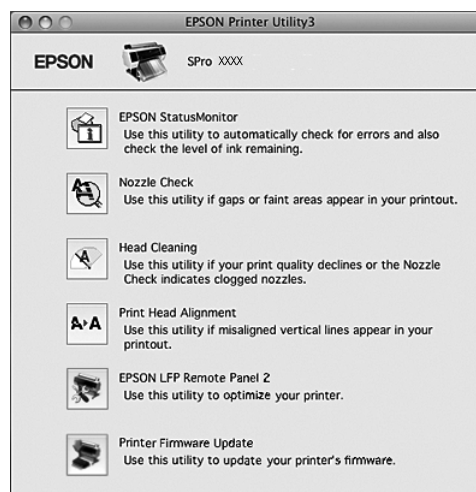 EPSON Printer Utility3
EPSON
SPro XXXX
EPSON StatusMonitor
Use this utility to automatically check for errors and also
check the level of ink remaining.
Nozzle Check
Use this utility if gaps or faint areas appear in your printout.
Head Cleaning
Use this utility if your print quality declines or the Nozzle
Check indicates clogged nozzles.
A▸A
Print Head Alignment
Use this utility if misaligned vertical lines appear in your
printout.
EPSON LFP Remote Panel 2
Use this utility to optimize your printer.
Printer Firmware Update
Use this utility to update your printer's firmware.